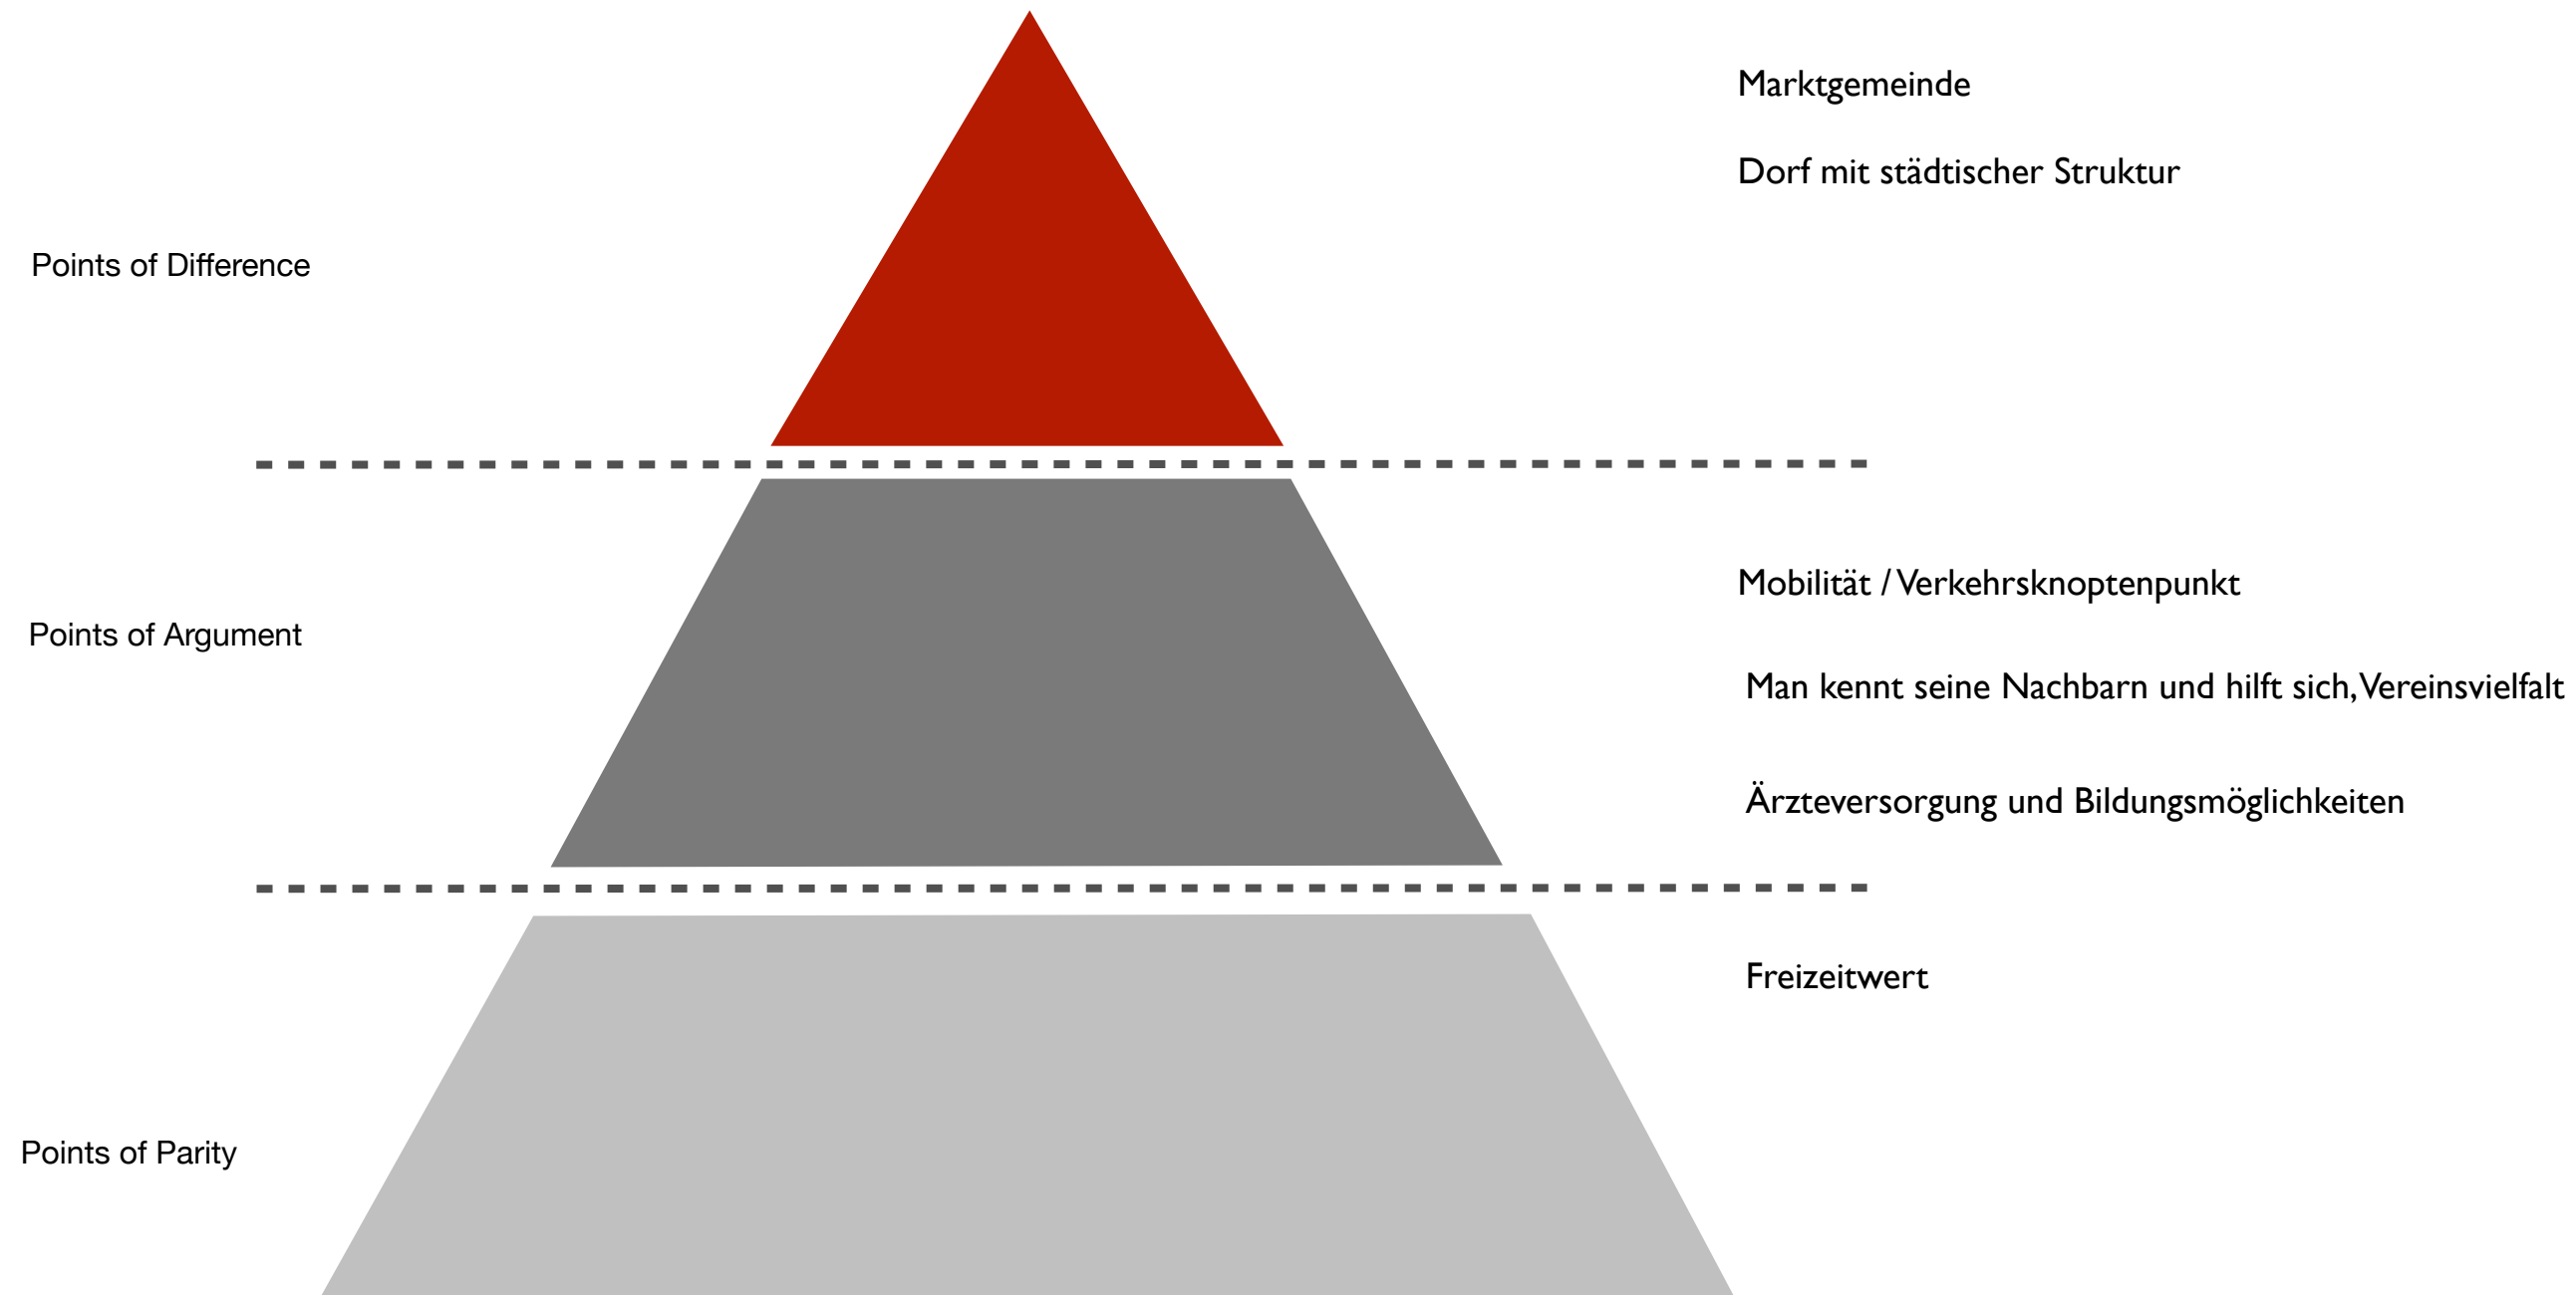 Marktgemeinde
Dorf mit städtischer Struktur
Points of Difference
Mobilität / Verkehrsknoptenpunkt
Points of Argument
Man kennt seine Nachbarn und hilft sich, Vereinsvielfalt
Ärzteversorgung und Bildungsmöglichkeiten
Freizeitwert
Points of Parity